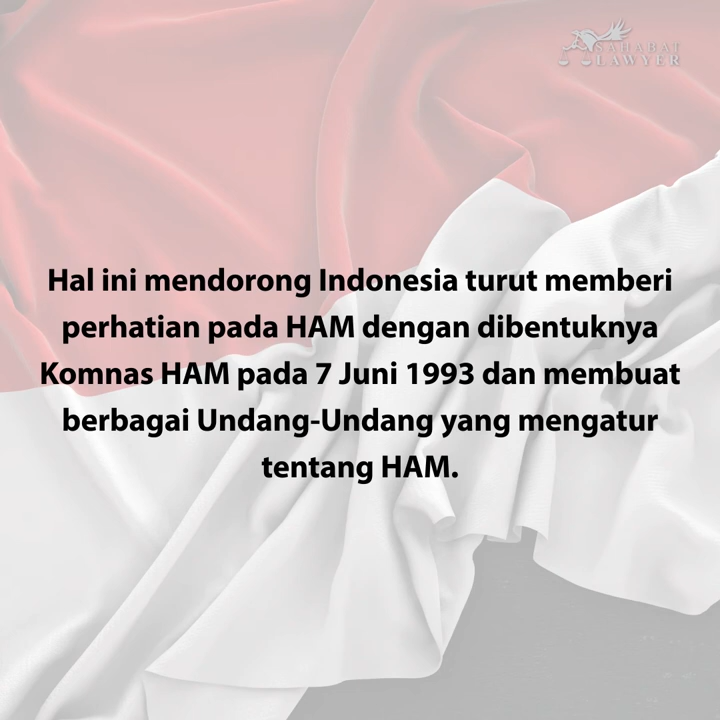 SAHABAT
LAWYER
Hal ini mendorong Indonesia turut memberi
perhatian pada HAM dengan dibentuknya
Komnas HAM pada 7 Juni 1993 dan membuat
berbagai Undang-Undang yang mengatur
tentang HAM.